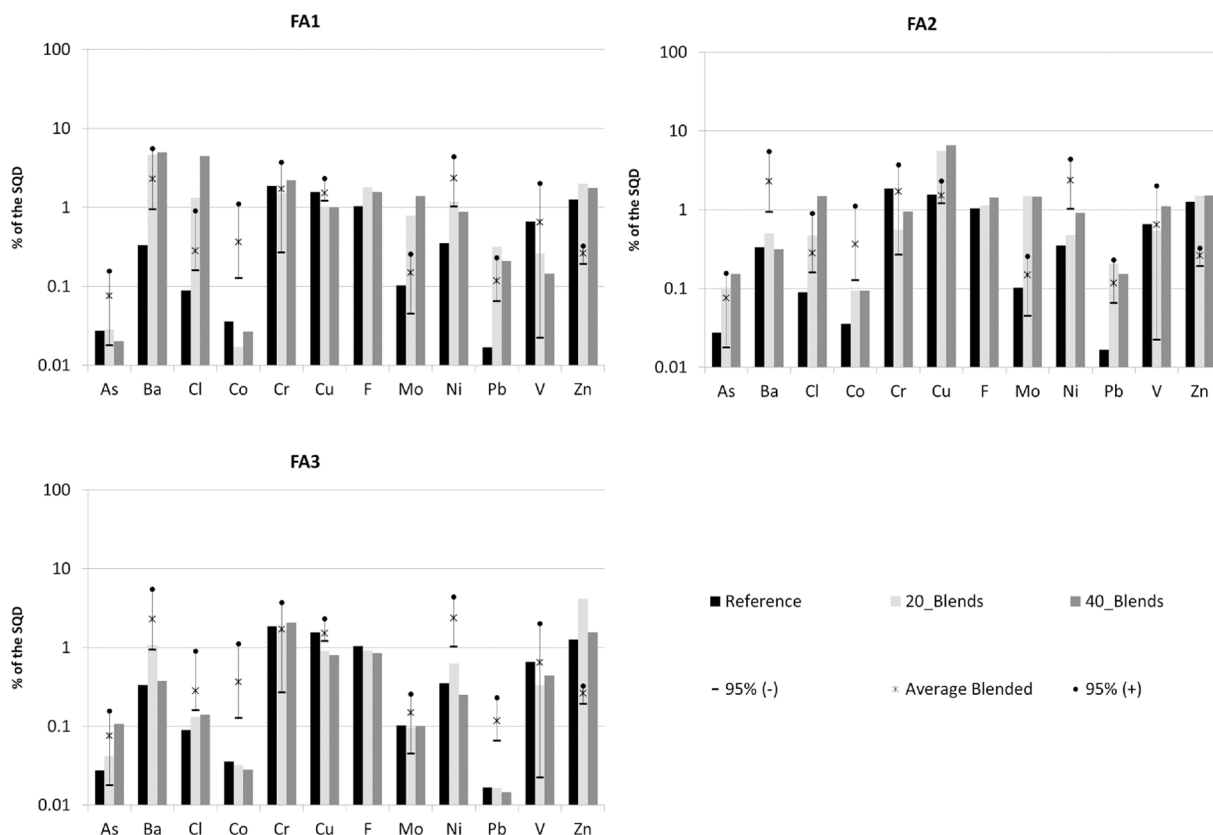 FA1
100
10
1
0.1
0.01
% of the SQD
As Ba Cl Co Cr Cu F Mo Ni Pb V Zn
FA2
100
10
1
0.1
0.01
% of the SQD
As Ba Cl Co Cr Cu F Mo Ni Pb V Zn
FA3
100
10
1
0.1
0.01
% of the SQD
As Ba Cl Co Cr Cu F Mo Ni Pb V Zn
Reference 20_Blends 40_Blends
95% (-) Average Blended 95% (+)